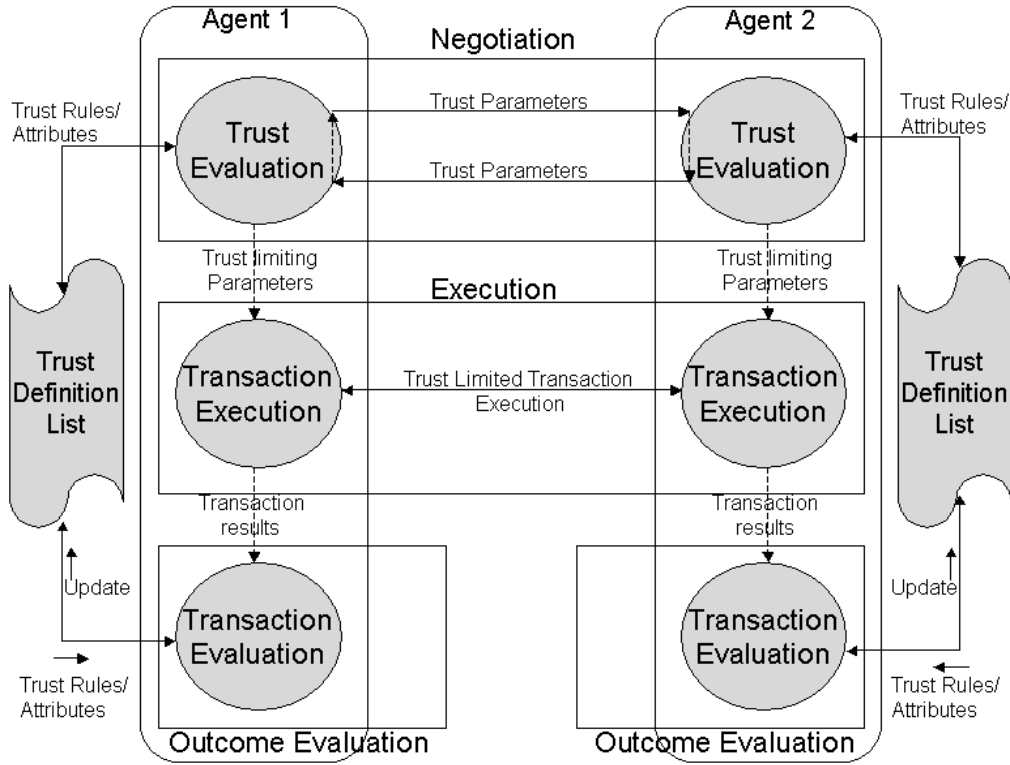 Agent 1
Agent 2
Negotiation
Trust Rules/
Attributes
Trust
Evaluation
Trust Parameters
Trust Parameters
Trust
Evaluation
Trust Rules/
Attributes
Trust limiting
Parameters
Trust limiting
Parameters
Execution
Trust
Definition
List
Transaction
Execution
Trust Limited Transaction
Execution
Transaction
Execution
Trust
Definition
List
Transaction
results
Transaction
results
Update
Update
Transaction
Evaluation
Transaction
Evaluation
Trust Rules/
Attributes
Trust Rules/
Attributes
Outcome Evaluation
Outcome Evaluation